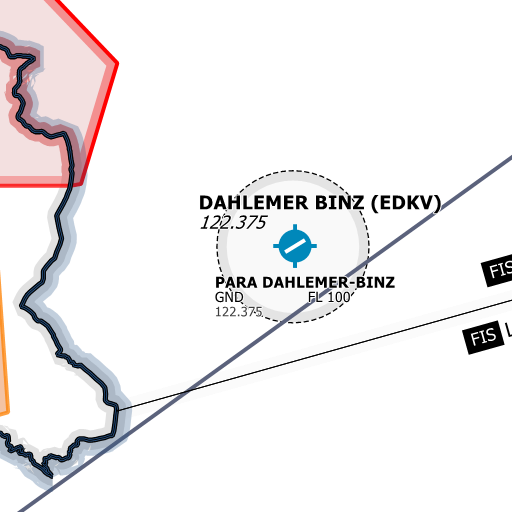 DAHLEMER BINZ (EDKV)
122.375
FIS
PARA DAHLEMER-BINZ
GND FL 100
122.375
FIS L